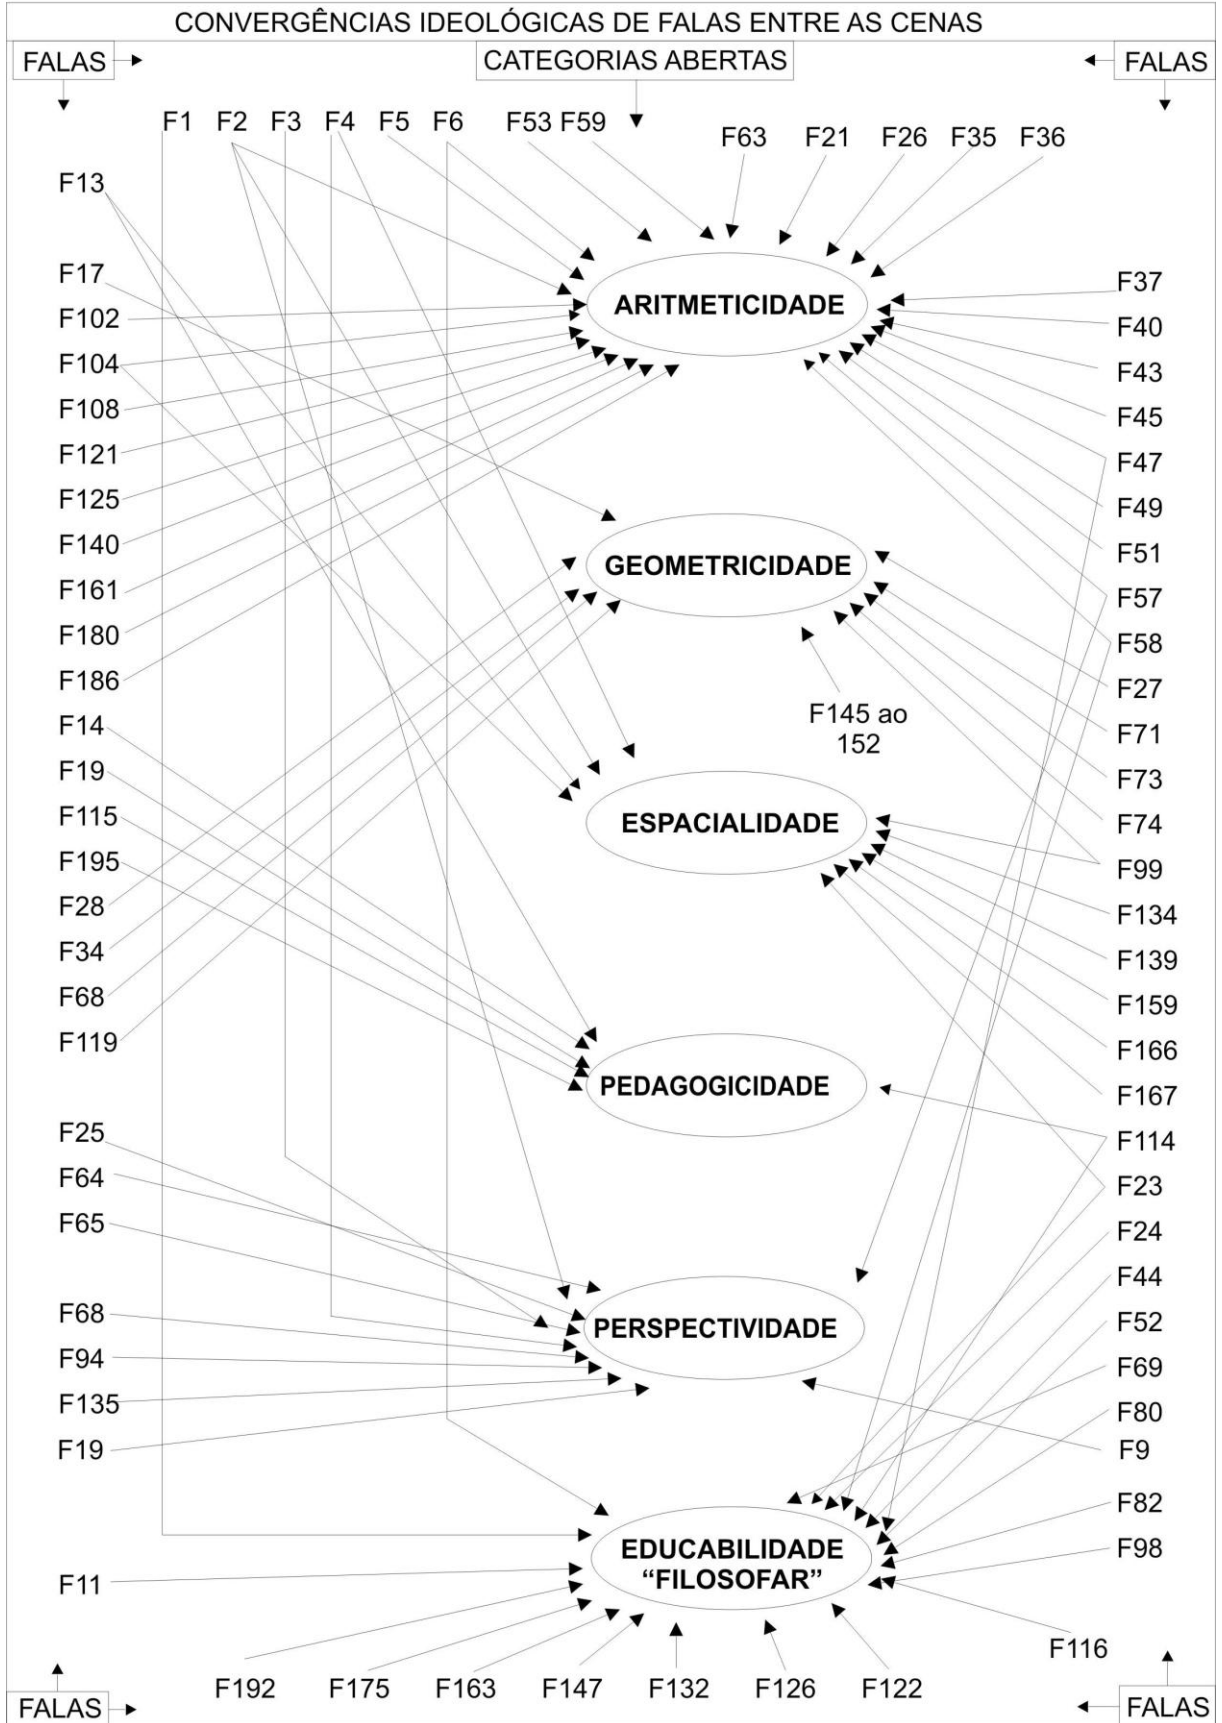 CONVERGÊNCIAS IDEOLÓGICAS DE FALAS ENTRE AS CENAS
FALAS
CATEGORIAS ABERTAS
FALAS
F1 F2 F3 F4 F5 F6 F53 F59
F63 F21 F26 F35 F36
F13
F17
F102
F104
F108
F121
F125
F140
F161
F180
F186
F14
F19
F115
F195
F28
F34
F68
F119
F25
F64
F65
F68
F94
F135
F19
F11
ARITMETICIDADE
GEOMETRICIDADE
F145 ao
152
ESPACIALIDADE
PEDAGOGICIDADE
PERSPECTIVIDADE
EDUCABILIDADE
“FILOSOFAR”
F37
F40
F43
F45
F47
F49
F51
F57
F58
F27
F71
F73
F74
F99
F134
F139
F159
F166
F167
F114
F23
F24
F44
F52
F69
F80
F9
F82
F98
F116
F192 F175 F163 F147 F132 F126 F122
FALAS
FALAS